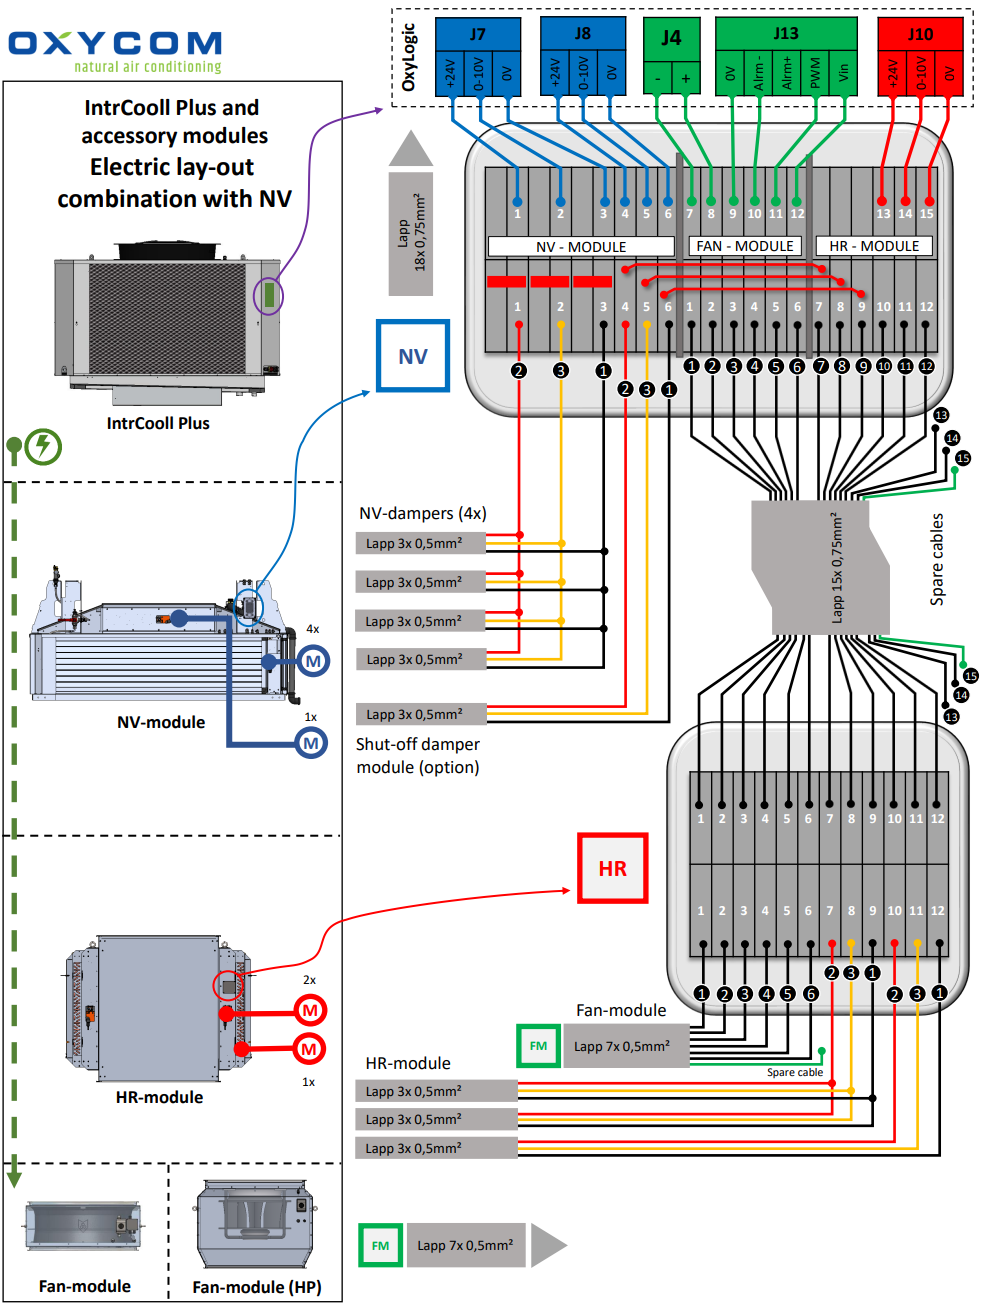 OXYCOM
natural air conditioning
IntrCooll Plus and
accessory modules
Electric lay-out
combination with NV
IntrCooll Plus
NV-module
4x
M
1x
M
HR-module
2x
M
M
1x
Fan-module
Fan-module (HP)
OxyLogic
J7
+24V
0-10V
0V
J8
+24V
0-10V
0V
J4
-
+
J13
0V
Alrm -
Alrm+
PWM
Vin
J10
+24V
0-10V
0V
Lapp
18x 0,75mm²
NV
1 2 3 4 5 6 7 8 9 10 11 12 13 14 15
NV - MODULE
FAN - MODULE
HR - MODULE
1 2 3 4 5 6 1 2 3 4 5 6 7 8 9 10 11 12
2 3 1 2 3 1 1 2 3 4 5 6 7 8 9 10 11 12
13
14
15
NV-dampers (4x)
Lapp 3x 0,5mm²
Lapp 3x 0,5mm²
Lapp 3x 0,5mm²
Lapp 3x 0,5mm²
Lapp 3x 0,5mm²
Shut-off damper
module (option)
Lapp 15x 0,75mm²
Spare cables
15
14
13
HR
1 2 3 4 5 6 7 8 9 10 11 12
1 2 3 4 5 6 7 8 9 10 11 12
1 2 3 4 5 6 2 3 1 2 3 1
Fan-module
FM
Lapp 7x 0,5mm²
Spare cable
HR-module
Lapp 3x 0,5mm²
Lapp 3x 0,5mm²
Lapp 3x 0,5mm²
FM
Lapp 7x 0,5mm²